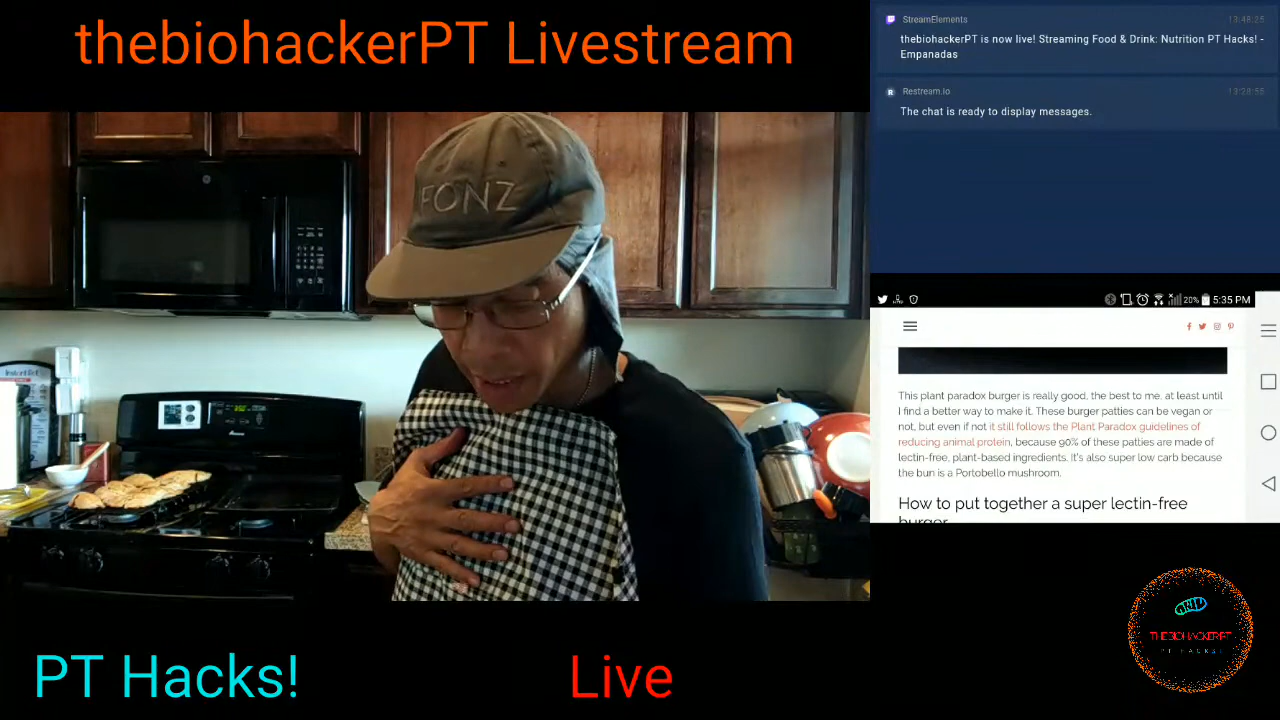 thebiohackerPT Livestream
StreamElements
13:48:25
thebiohackerPT is now live! Streaming Food & Drink: Nutrition PT Hacks! -
Empanadas
Restream.io
13:28:55
The chat is ready to display messages.
FONZ
Instant Pot
20% 5:35 PM
This plant paradox burger is really good, the best to me, at least until
I find a better way to make it. These burger patties can be vegan or
not, but even if not it still follows the Plant Paradox guidelines of
reducing animal protein, because 90% of these patties are made of
lectin-free, plant-based ingredients. It's also super low carb because
the bun is a Portobello mushroom.
How to put together a super lectin-free
burger
THEBIOHACKERPT
PT HACKS!
PT Hacks!
Live